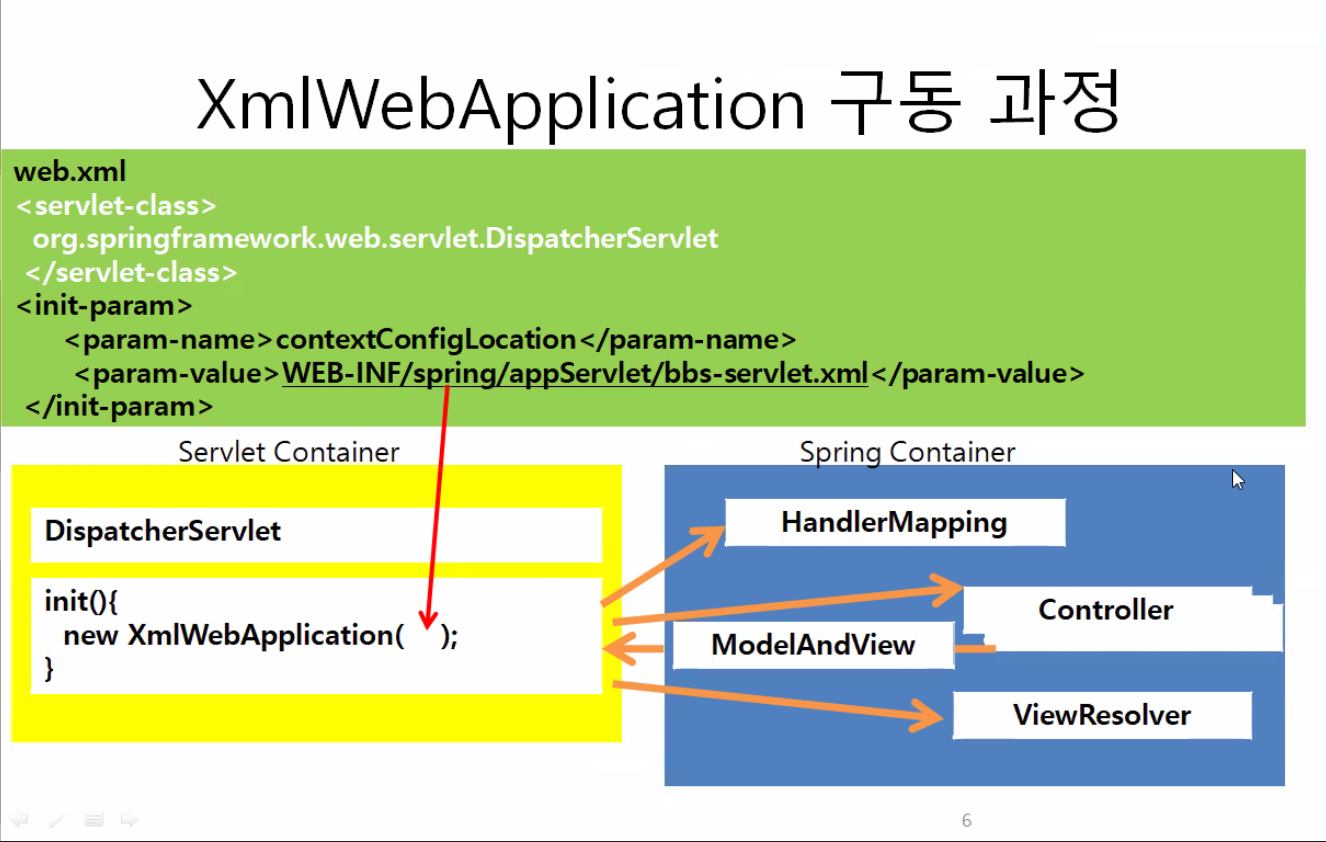 XmlWebApplication 구동 과정
web.xml
<servlet-class>
org.springframework.web.servlet.DispatcherServlet
</servlet-class>
<init-param>
<param-name>contextConfigLocation</param-name>
<param-value>WEB-INF/spring/appServlet/bbs-servlet.xml</param-value>
</init-param>
Servlet Container
DispatcherServlet
init(){
new XmlWebApplication( );
}
Spring Container
HandlerMapping
Controller
ModelAndView
ViewResolver
6